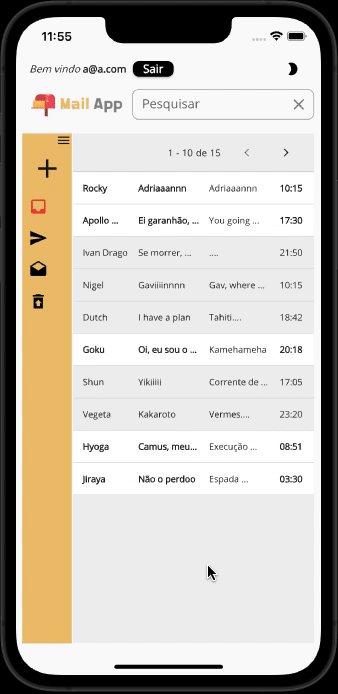 11:55
Bem vindo a@a.com Sair
Mail App Pesquisar
1 - 10 de 15
Rocky Adriaaannn Adriaaannn 10:15
Apollo ... Ei garanhão, ... You going ... 17:30
Ivan Drago Se morrer, ... .... 21:50
Nigel Gaviiiinnnn Gav, where ... 10:15
Dutch I have a plan Tahiti.... 18:42
Goku Oi, eu sou o ... Kamehameha 20:18
Shun Yikiiiii Corrente de ... 17:05
Vegeta Kakaroto Vermes.... 23:20
Hyoga Camus, meu... Execução ... 08:51
Jiraya Não o perdoo Espada ... 03:30